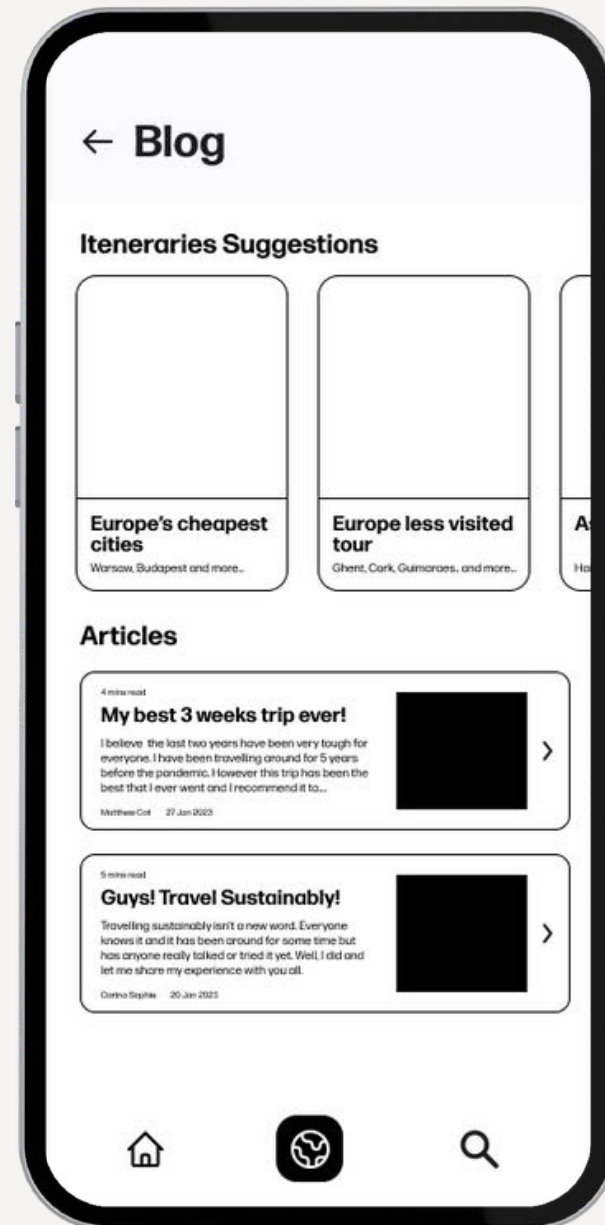 ← Blog
Iteneraries Suggestions
Europe's cheapest
cities
Warsaw, Budapest and more..
Europe less visited
tour
Ghent, Cork, Guimaraes.. and more..
Articles
4 mins read
My best 3 weeks trip ever!
I believe the last two years have been very tough for
everyone. I have been travelling around for 5 years
before the pandemic. However this trip has been the
best that I ever went and I recommend it to...
Matthew Cot 27 Jan 2023
5 mins read
Guys! Travel Sustainably!
Travelling sustainably isn't a new word. Everyone
knows it and it has been around for some time but
has anyone really talked or tried it yet. Well, I did and
let me share my experience with you all.
Carina Sophie 20 Jan 2023